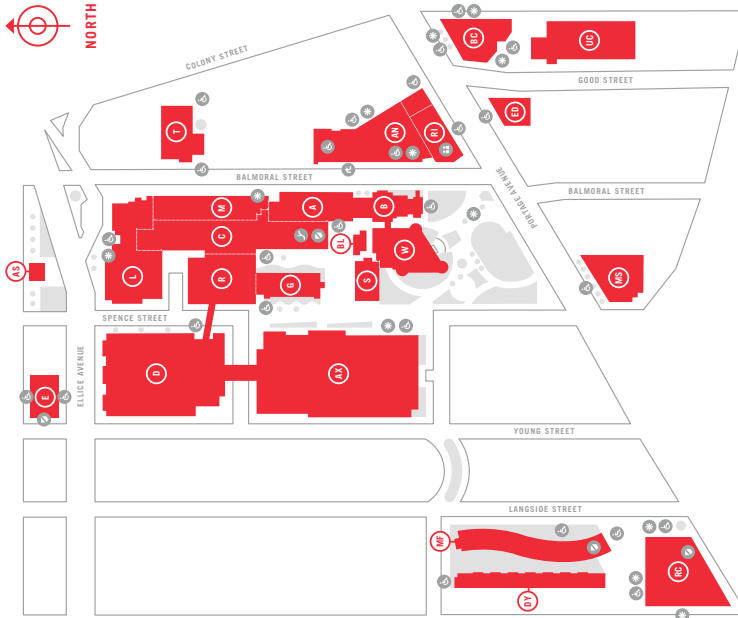 NORTH
COLONY STREET
BC
UC
GOOD STREET
ED
T
AN
RI
BALMORAL STREET
PORTAGE AVENUE
BALMORAL STREET
M
A
B
C
BL
W
AS
L
R
G
S
MS
SPENCE STREET
ELLICE AVENUE
E
D
AX
YOUNG STREET
LANGSIDE STREET
MF
DY
RC